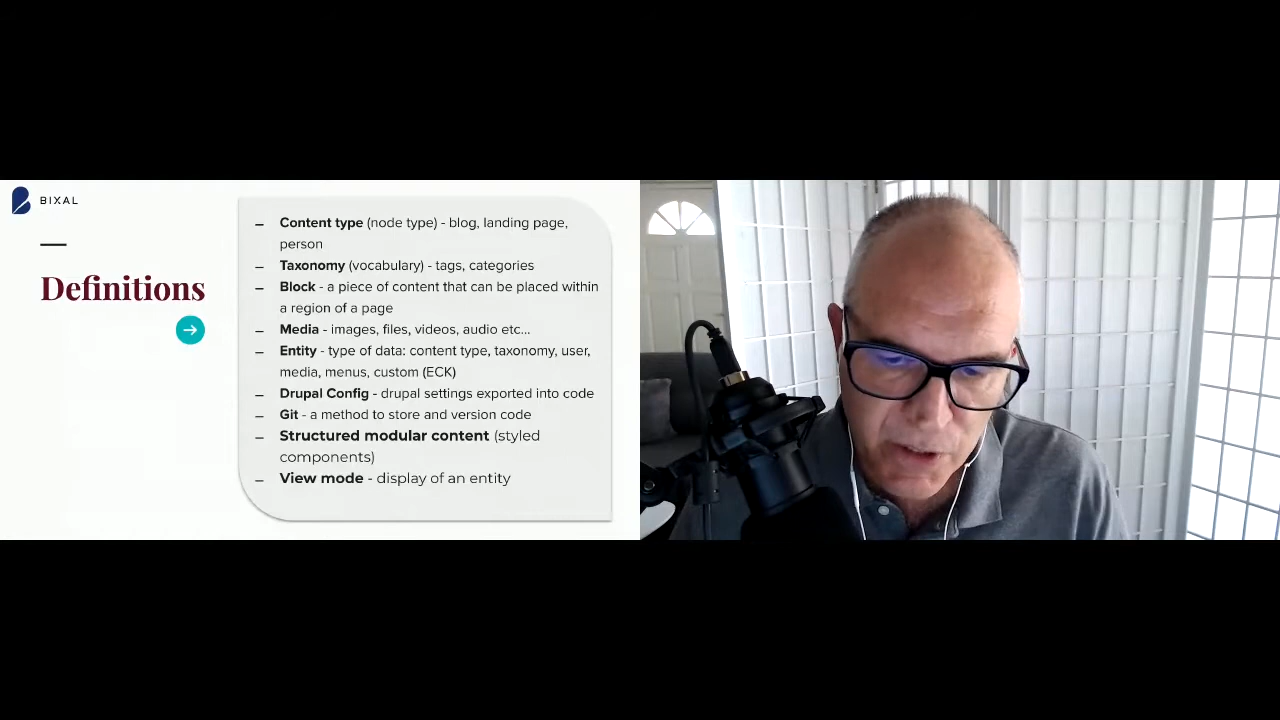 BIXAL
Definitions
– Content type (node type) - blog, landing page,
person
– Taxonomy (vocabulary) - tags, categories
– Block - a piece of content that can be placed within
a region of a page
– Media - images, files, videos, audio etc...
– Entity - type of data: content type, taxonomy, user,
media, menus, custom (ECK)
– Drupal Config - drupal settings exported into code
– Git - a method to store and version code
– Structured modular content (styled
components)
– View mode - display of an entity